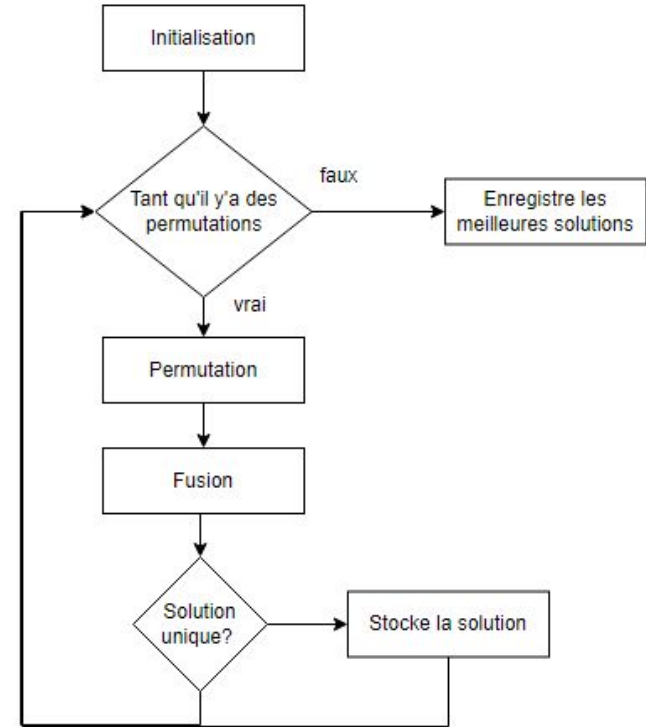 Initialisation
Tant qu'il y'a des
permutations
faux
Enregistre les
meilleures solutions
vrai
Permutation
Fusion
Solution
unique?
Stocke la solution